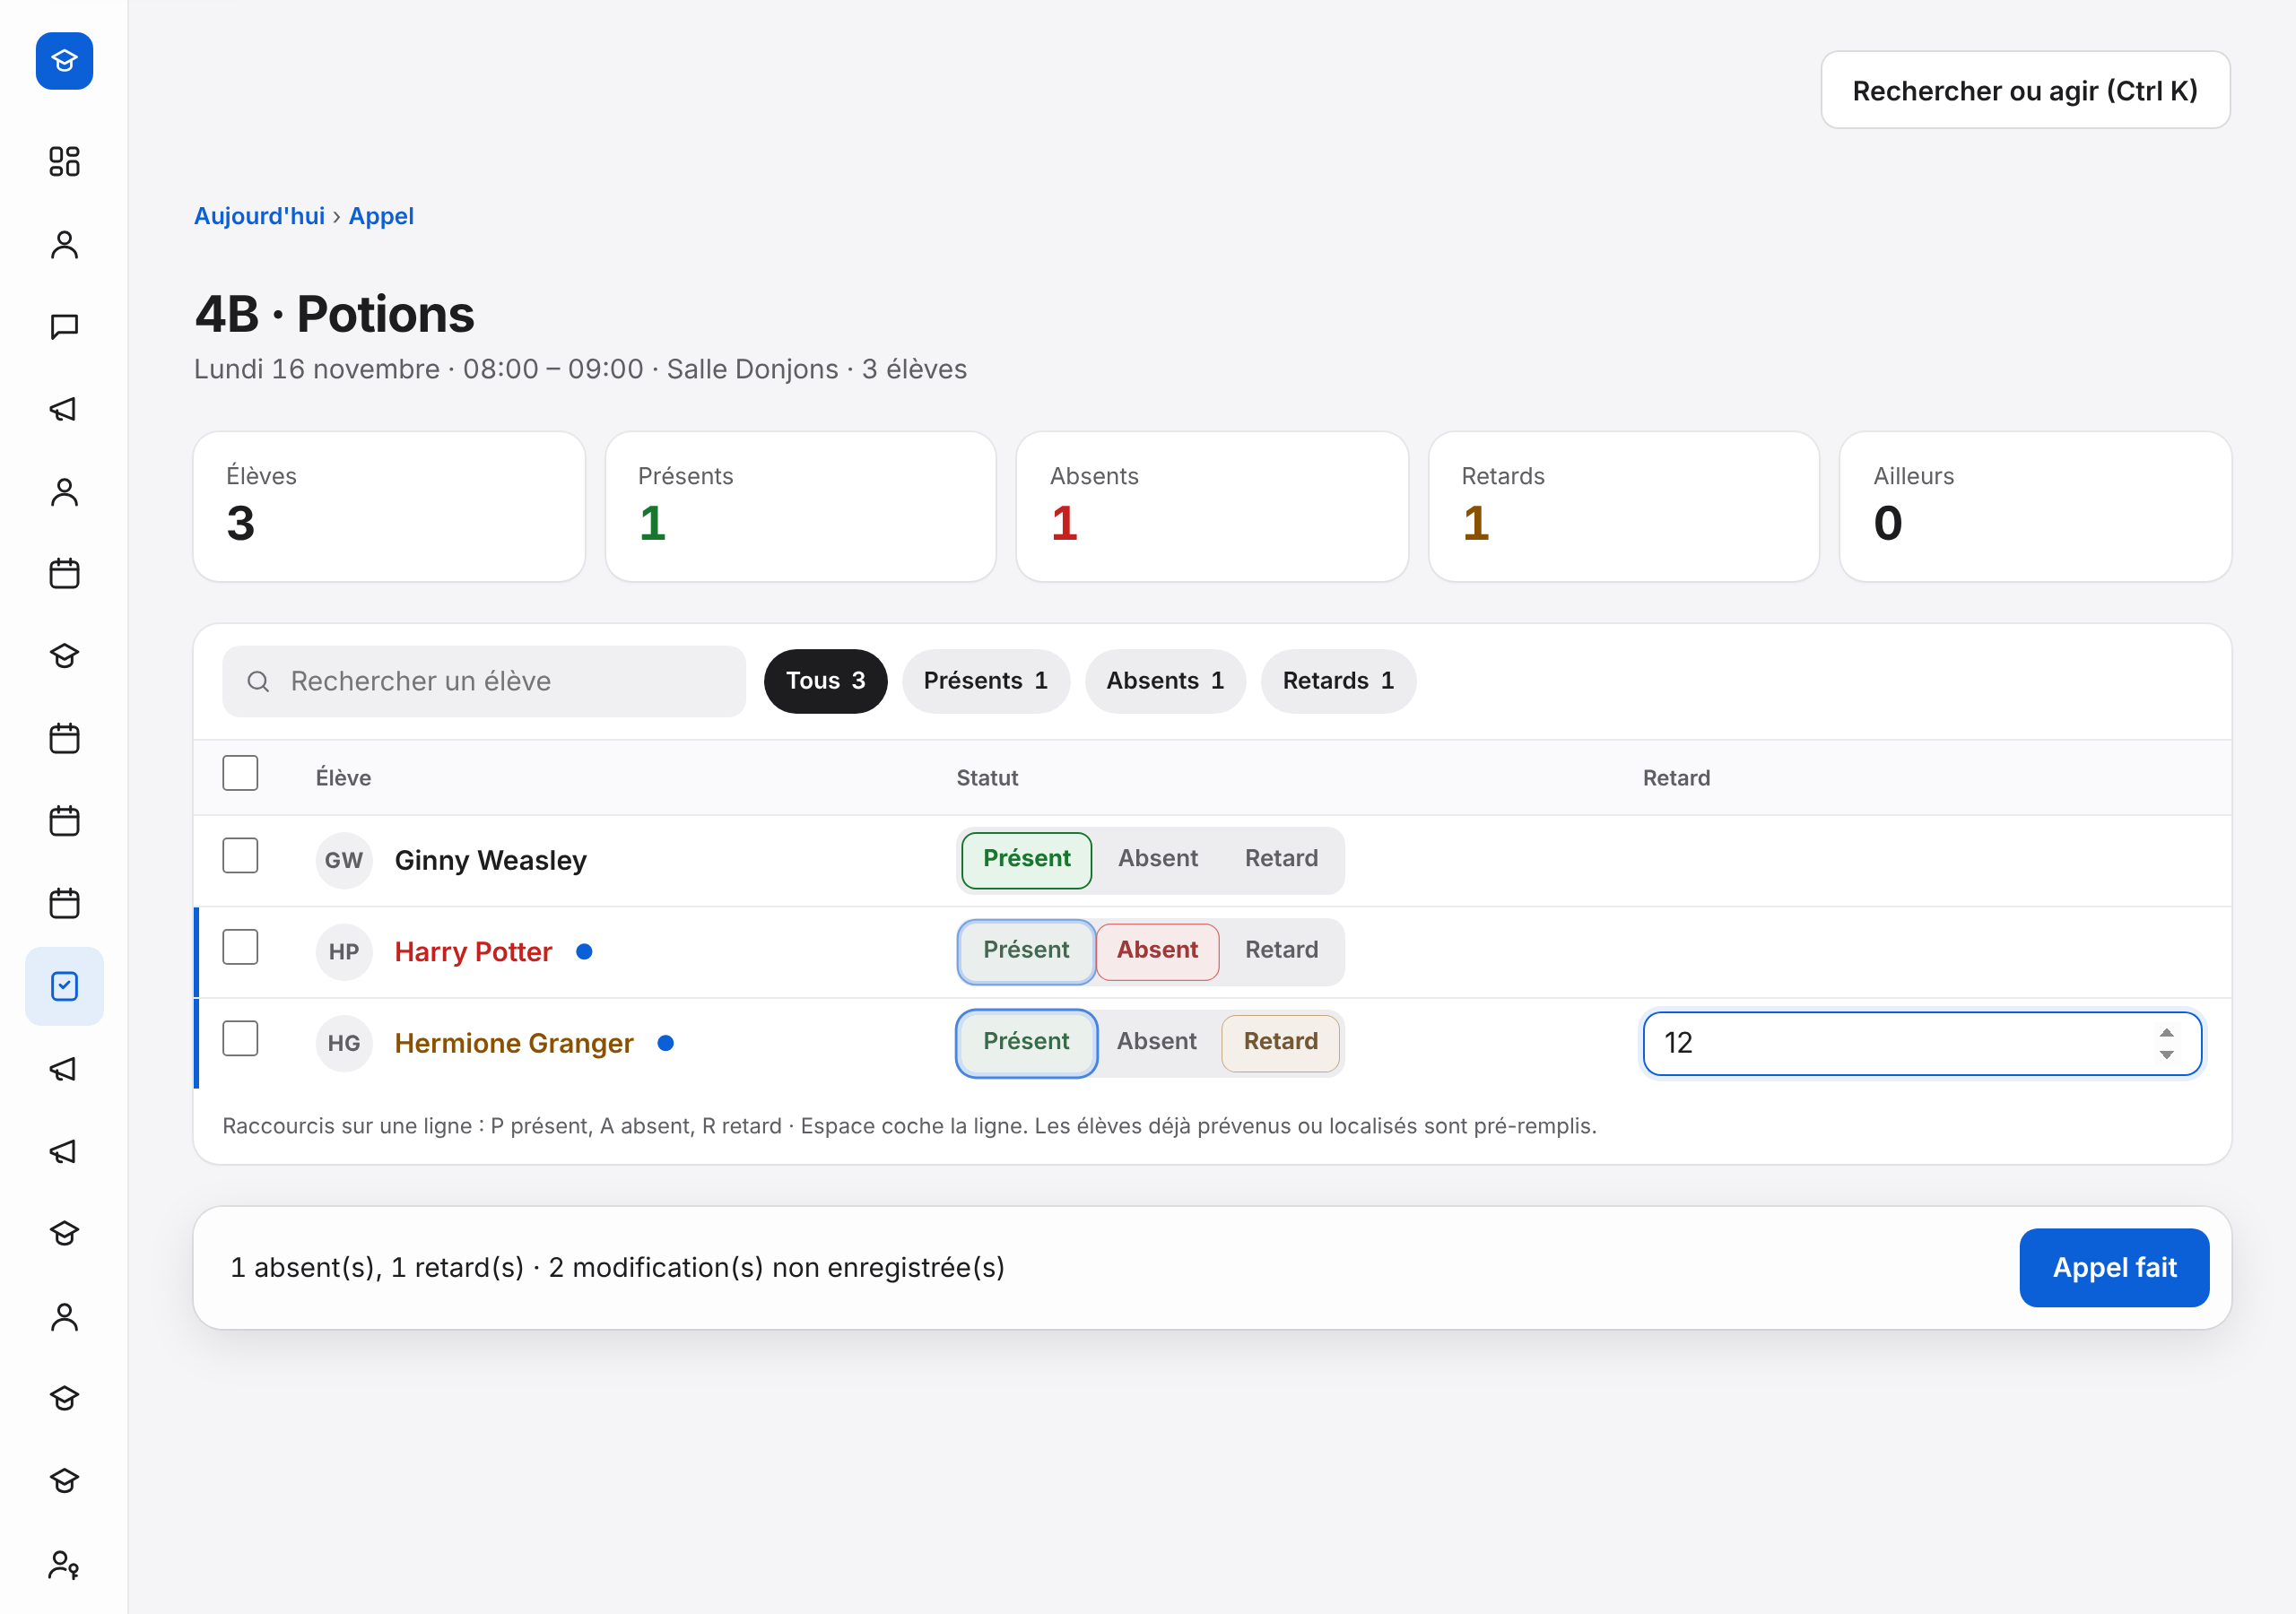 Rechercher ou agir (Ctrl K)
Aujourd'hui › Appel
4B · Potions
Lundi 16 novembre · 08:00 – 09:00 · Salle Donjons · 3 élèves
Élèves
3
Présents
1
Absents
1
Retards
1
Ailleurs
0
Rechercher un élève
Tous 3
Présents 1
Absents 1
Retards 1
Élève Statut Retard
GW Ginny Weasley Présent Absent Retard
HP Harry Potter Présent Absent Retard
HG Hermione Granger Présent Absent Retard 12
Raccourcis sur une ligne : P présent, A absent, R retard · Espace coche la ligne. Les élèves déjà prévenus ou localisés sont pré-remplis.
1 absent(s), 1 retard(s) · 2 modification(s) non enregistrée(s)
Appel fait